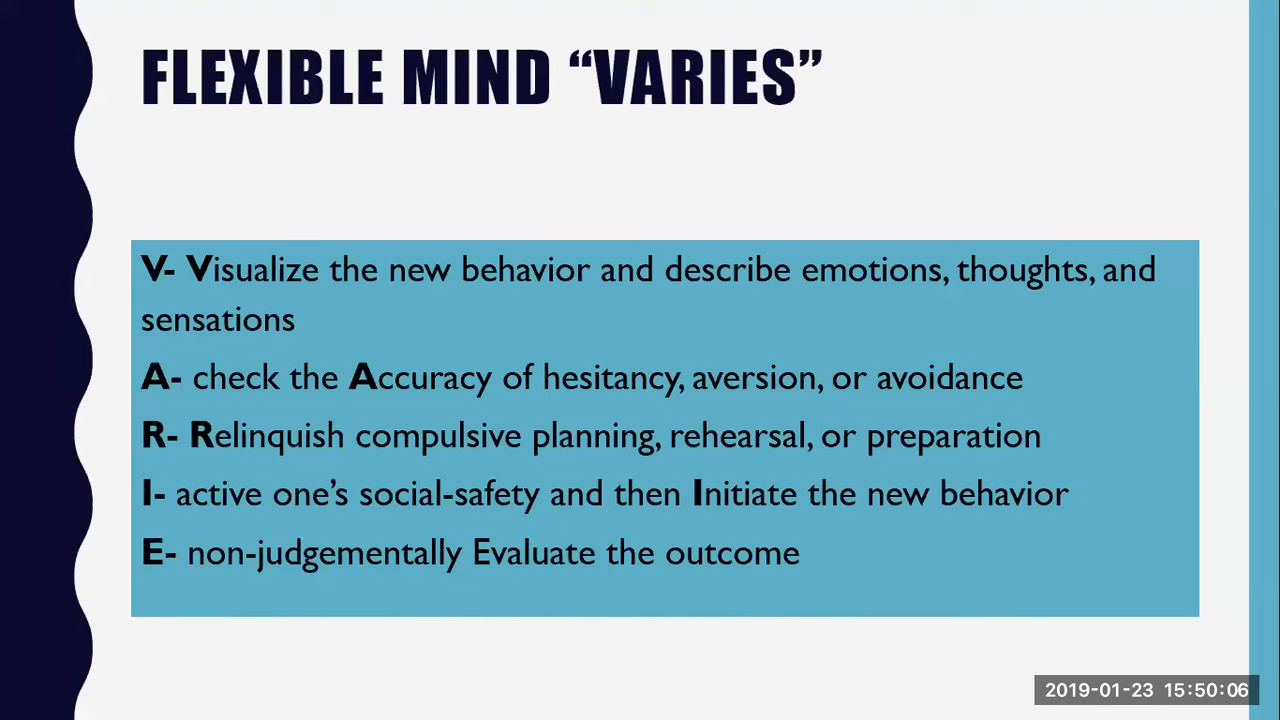 FLEXIBLE MIND “VARIES”
V- Visualize the new behavior and describe emotions, thoughts, and
sensations
A- check the Accuracy of hesitancy, aversion, or avoidance
R- Relinquish compulsive planning, rehearsal, or preparation
I- active one’s social-safety and then Initiate the new behavior
E- non-judgementally Evaluate the outcome
2019-01-23 15:50:06